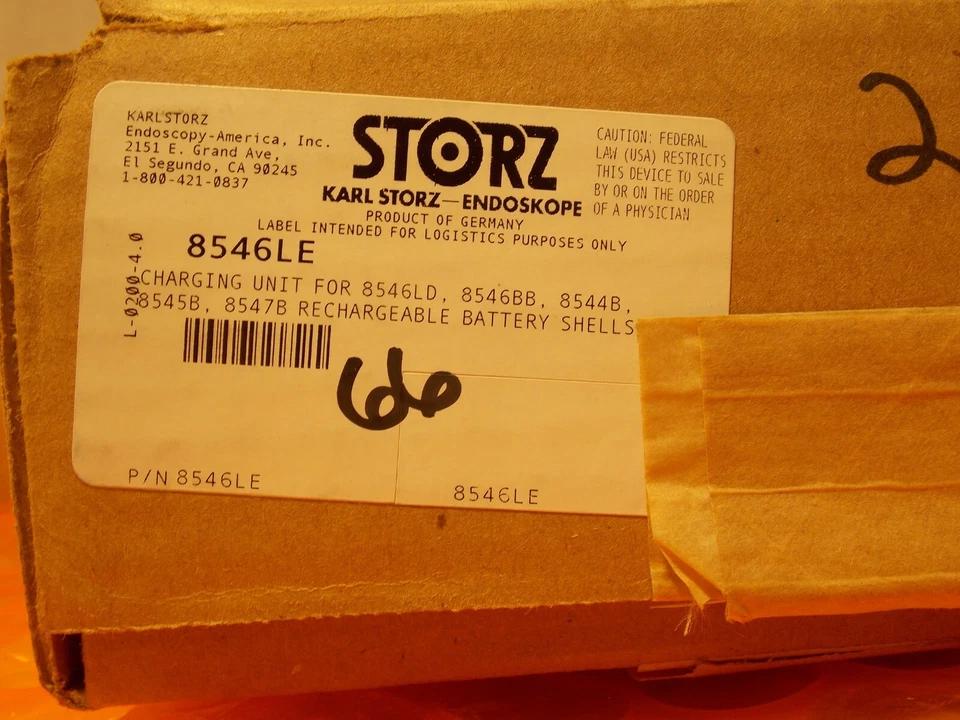 KARLSTORZ
Endoscopy-America, Inc.
2151 E. Grand Ave,
El Segundo, CA 90245
1-800-421-0837
STORZ
KARL STORZ—ENDOSKOPE
PRODUCT OF GERMANY
LABEL INTENDED FOR LOGISTICS PURPOSES ONLY
CAUTION: FEDERAL
LAW (USA) RESTRICTS
THIS DEVICE TO SALE
BY OR ON THE ORDER
OF A PHYSICIAN
8546LE
L-0200-4.0
CHARGING UNIT FOR 8546LD, 8546BB, 8544B,
8545B, 8547B RECHARGEABLE BATTERY SHELLS
P/N 8546LE
8546LE
2